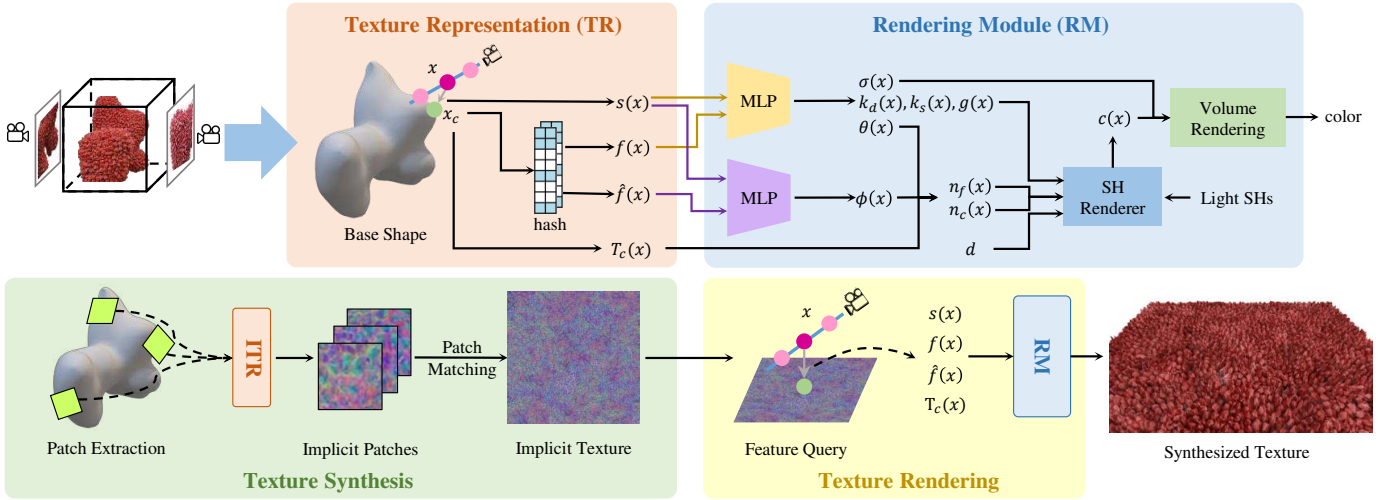 Texture Representation (TR)
Rendering Module (RM)
x
s(x)
MLP
σ(x)
k_d(x), k_s(x), g(x)
θ(x)
c(x)
Volume
Rendering
color
x_c
f(x)
f̂(x)
hash
Base Shape
T_c(x)
MLP
ϕ(x)
n_f(x)
n_c(x)
d
SH
Renderer
Light SHs
ITR
Patch
Matching
Patch Extraction
Implicit Patches
Implicit Texture
Texture Synthesis
x
s(x)
f(x)
f̂(x)
T_c(x)
RM
Feature Query
Texture Rendering
Synthesized Texture